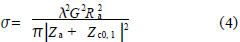 σ = λ²G²R_a² / (π|Z_a + Z_c0, 1|²) (4)